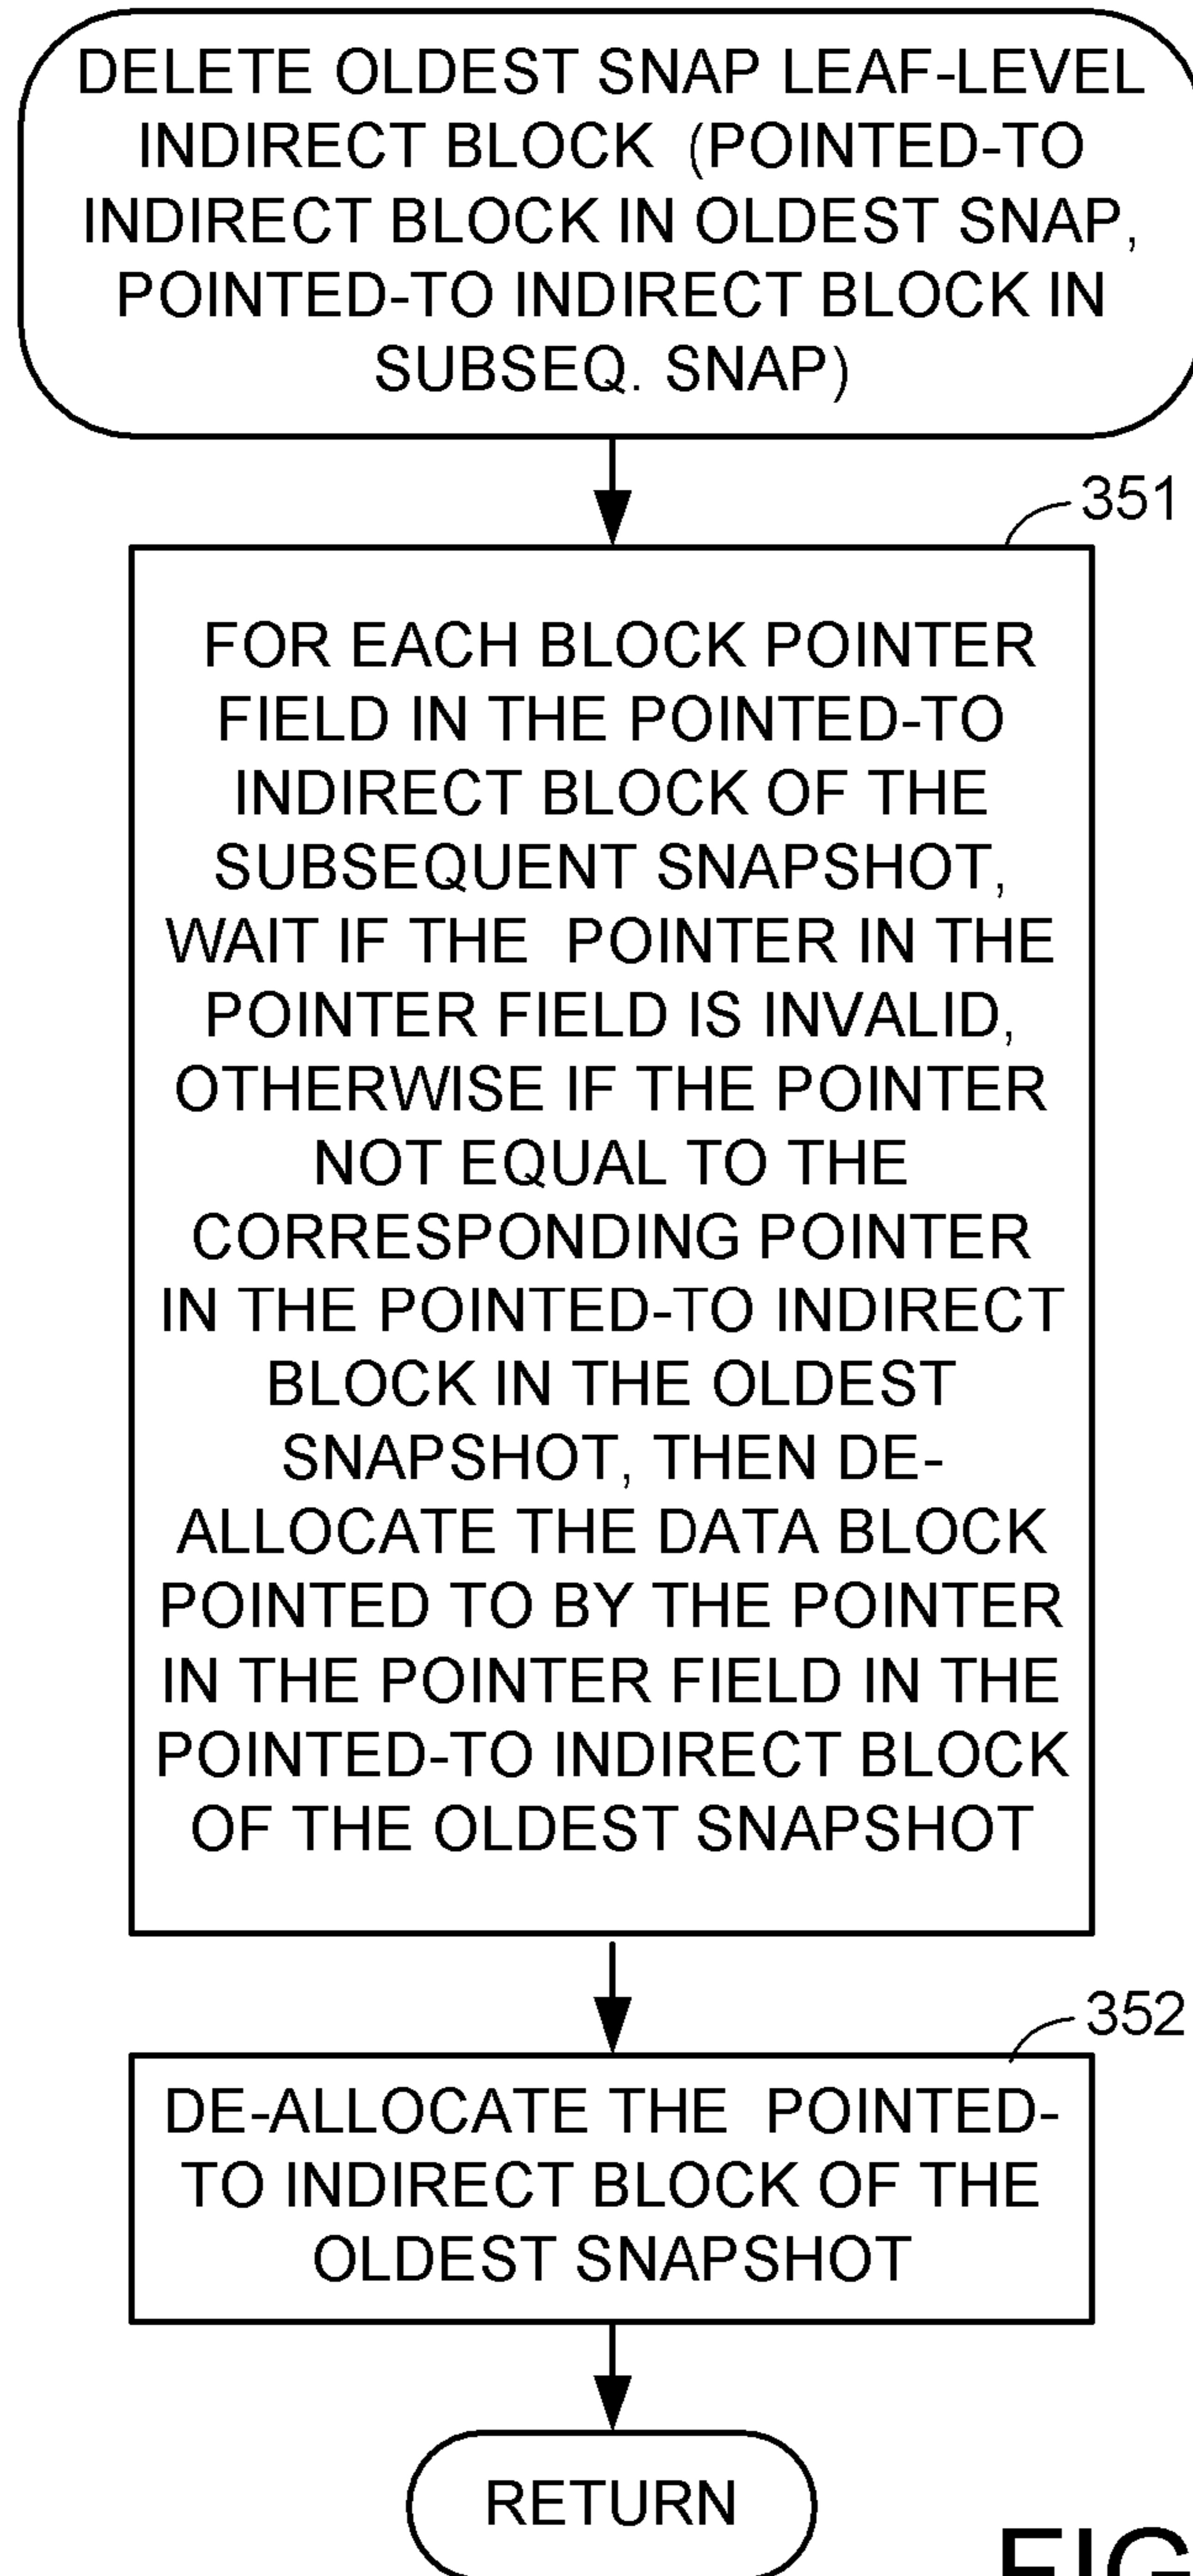 DELETE OLDEST SNAP LEAF-LEVEL
INDIRECT BLOCK (POINTED-TO
INDIRECT BLOCK IN OLDEST SNAP,
POINTED-TO INDIRECT BLOCK IN
SUBSEQ. SNAP)
351
FOR EACH BLOCK POINTER
FIELD IN THE POINTED-TO
INDIRECT BLOCK OF THE
SUBSEQUENT SNAPSHOT,
WAIT IF THE POINTER IN THE
POINTER FIELD IS INVALID,
OTHERWISE IF THE POINTER
NOT EQUAL TO THE
CORRESPONDING POINTER
IN THE POINTED-TO INDIRECT
BLOCK IN THE OLDEST
SNAPSHOT, THEN DE-
ALLOCATE THE DATA BLOCK
POINTED TO BY THE POINTER
IN THE POINTER FIELD IN THE
POINTED-TO INDIRECT BLOCK
OF THE OLDEST SNAPSHOT
352
DE-ALLOCATE THE POINTED-
TO INDIRECT BLOCK OF THE
OLDEST SNAPSHOT
RETURN
FIG